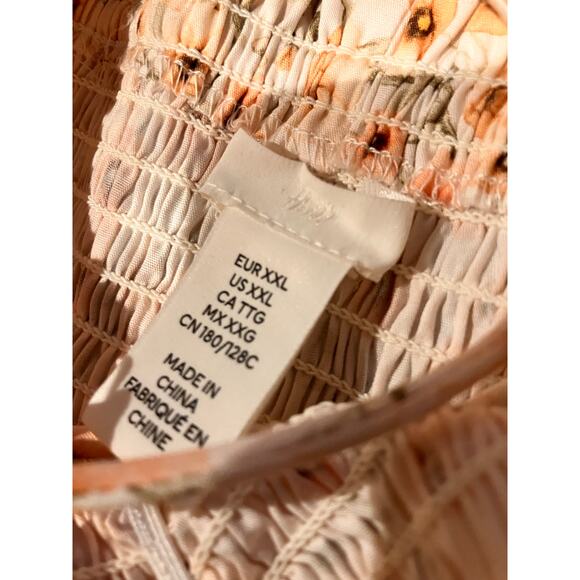 EUR XXL
US XXL
CA TTG
MX XXG
CN 180/128C
MADE IN
CHINA
FABRIQUÉ EN
CHINE